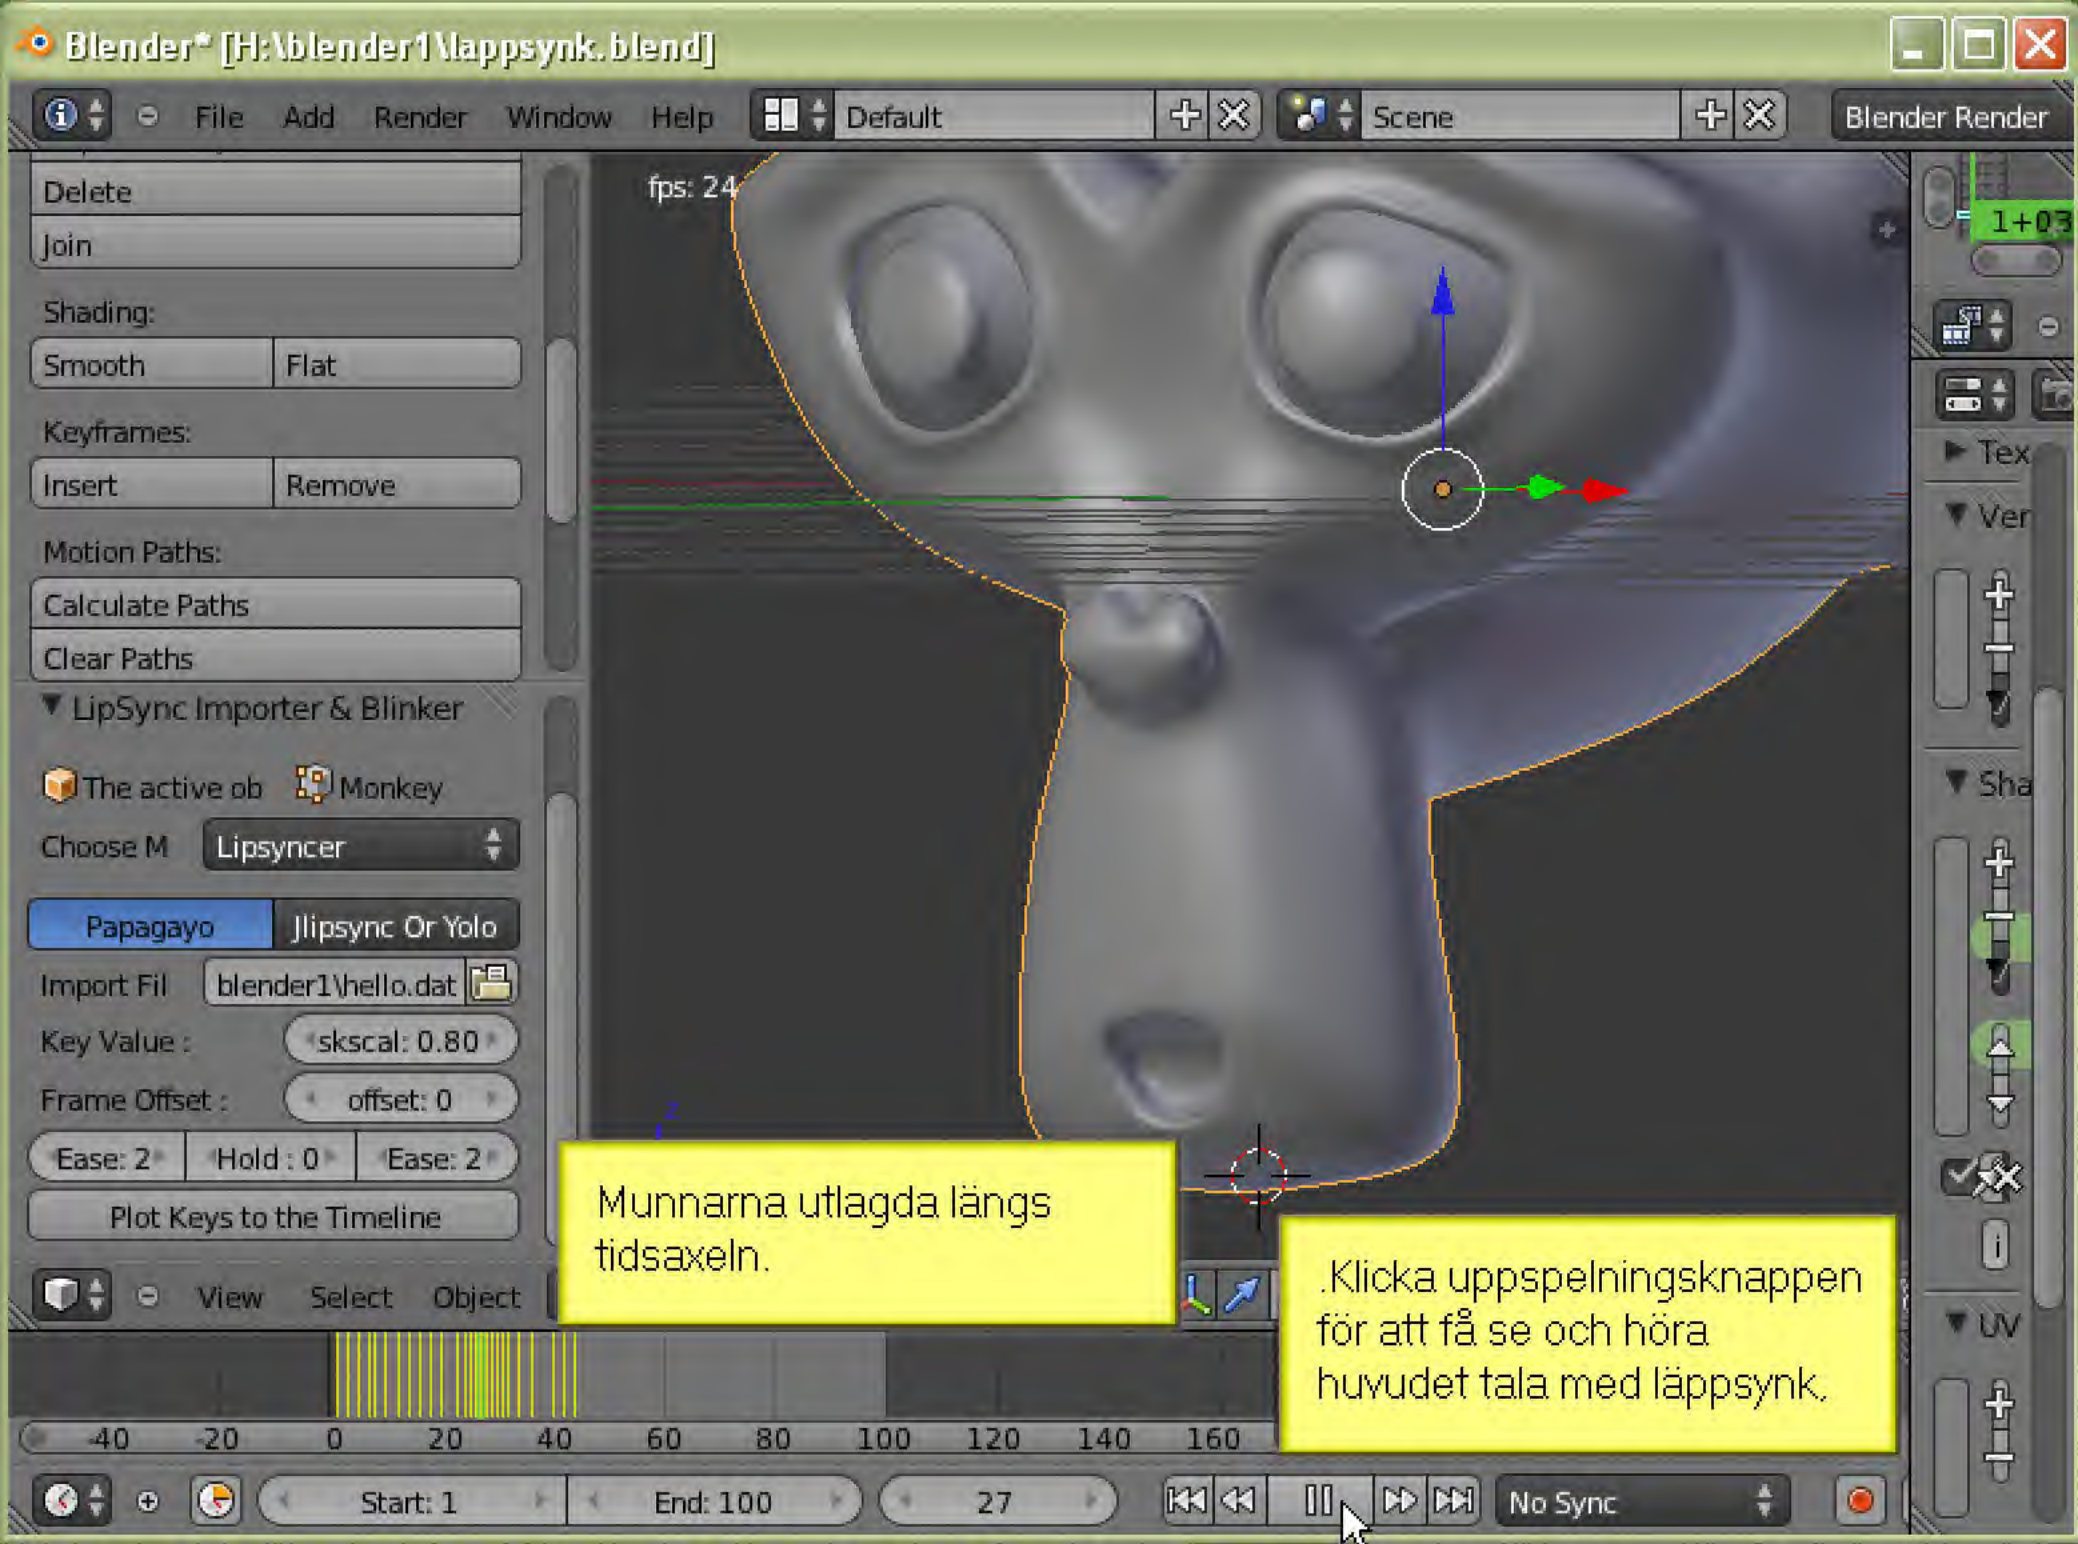 Blender* [H:\blender1\lappsynk.blend]
File Add Render Window Help Default Scene Blender Render
Delete
Join
Shading:
Smooth Flat
Keyframes:
Insert Remove
Motion Paths:
Calculate Paths
Clear Paths
LipSync Importer & Blinker
The active ob Monkey
Choose M Lipsyncer
Papagayo Jlipsync Or Yolo
Import Fil blender1\hello.dat
Key Value : skscal: 0.80
Frame Offset : offset: 0
Ease: 2 Hold : 0 Ease: 2
Plot Keys to the Timeline
fps: 24
z
1+03
Tex
Ver
Sha
UV
Munnarna utlagda längs
tidsaxeln.
.Klicka uppspelningsknappen
för att få se och höra
huvudet tala med läppsynk.
View Select Object
-40 -20 0 20 40 60 80 100 120 140 160
Start: 1 End: 100 27 No Sync